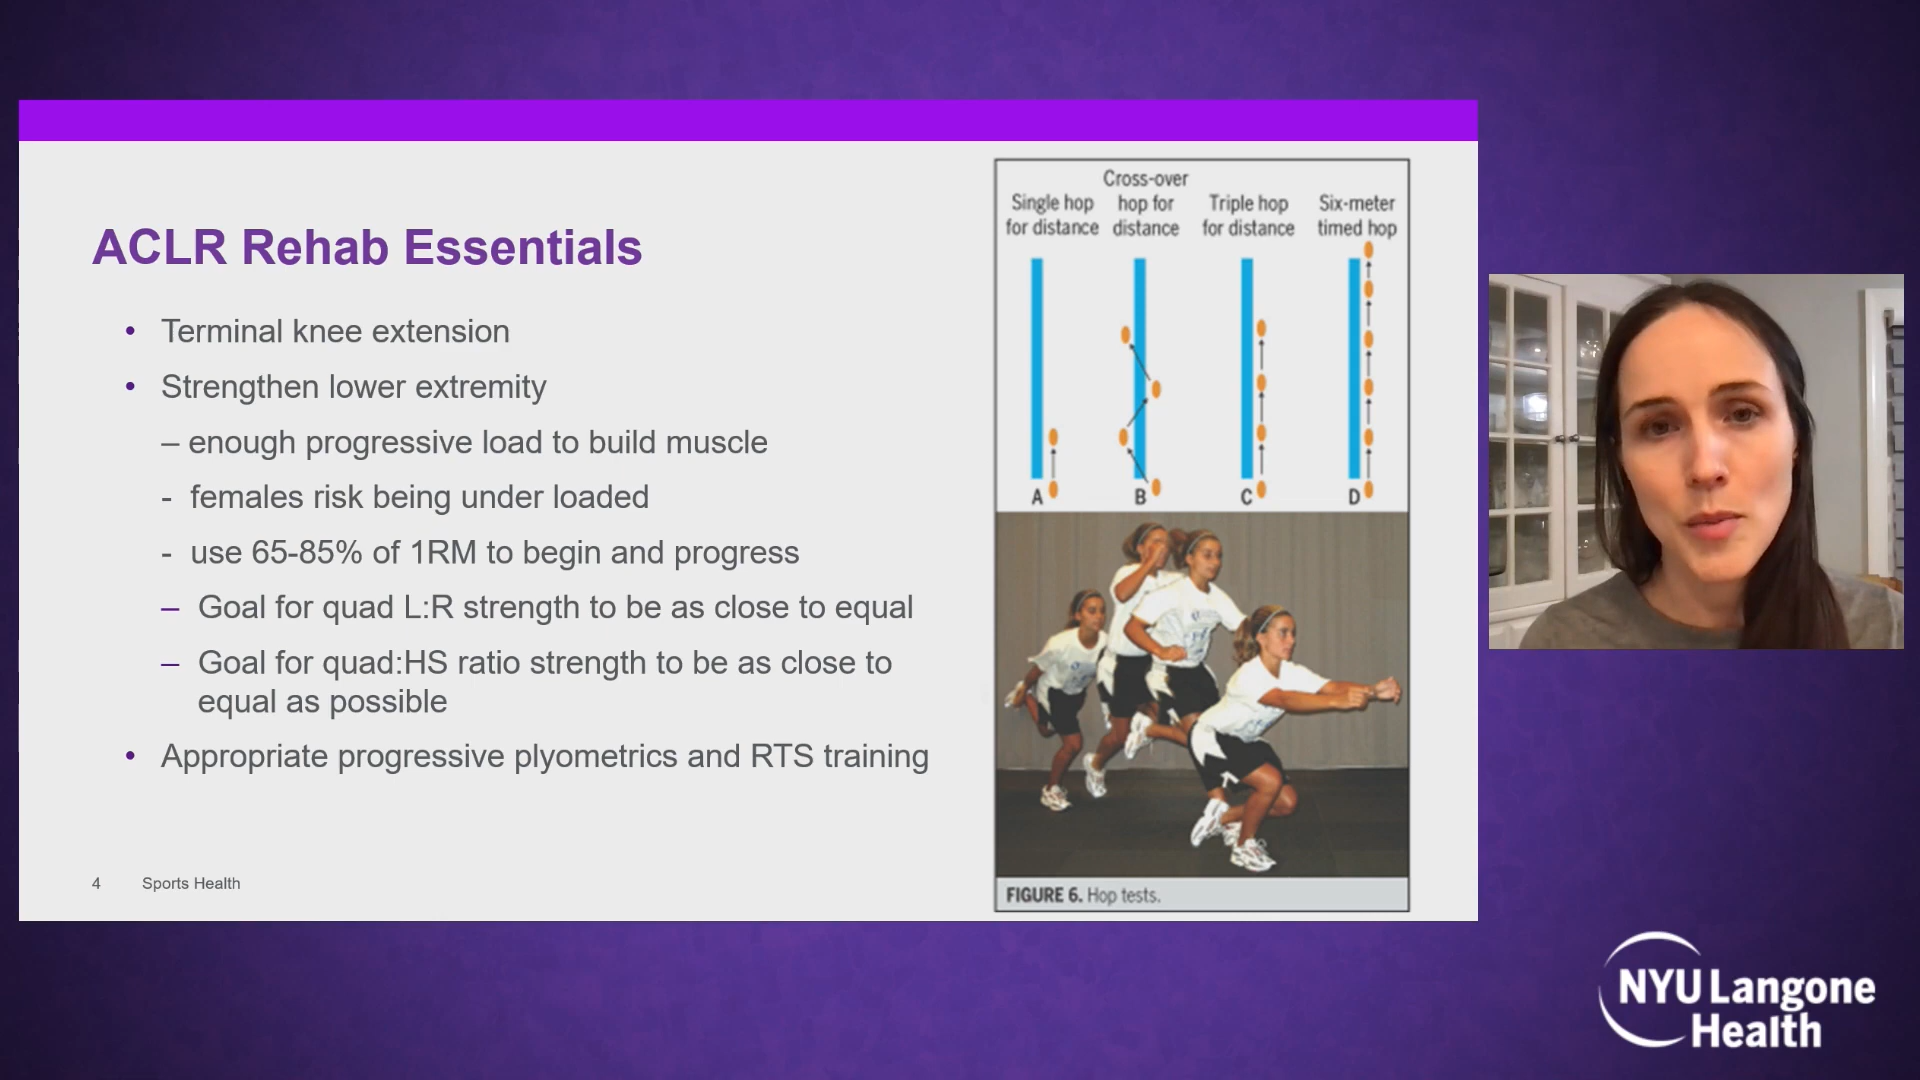 ACLR Rehab Essentials
• Terminal knee extension
• Strengthen lower extremity
– enough progressive load to build muscle
- females risk being under loaded
- use 65-85% of 1RM to begin and progress
– Goal for quad L:R strength to be as close to equal
– Goal for quad:HS ratio strength to be as close to
equal as possible
• Appropriate progressive plyometrics and RTS training
4 Sports Health
Single hop
for distance
Cross-over
hop for
distance
Triple hop
for distance
Six-meter
timed hop
A B C D
FIGURE 6. Hop tests.
NYU Langone
Health